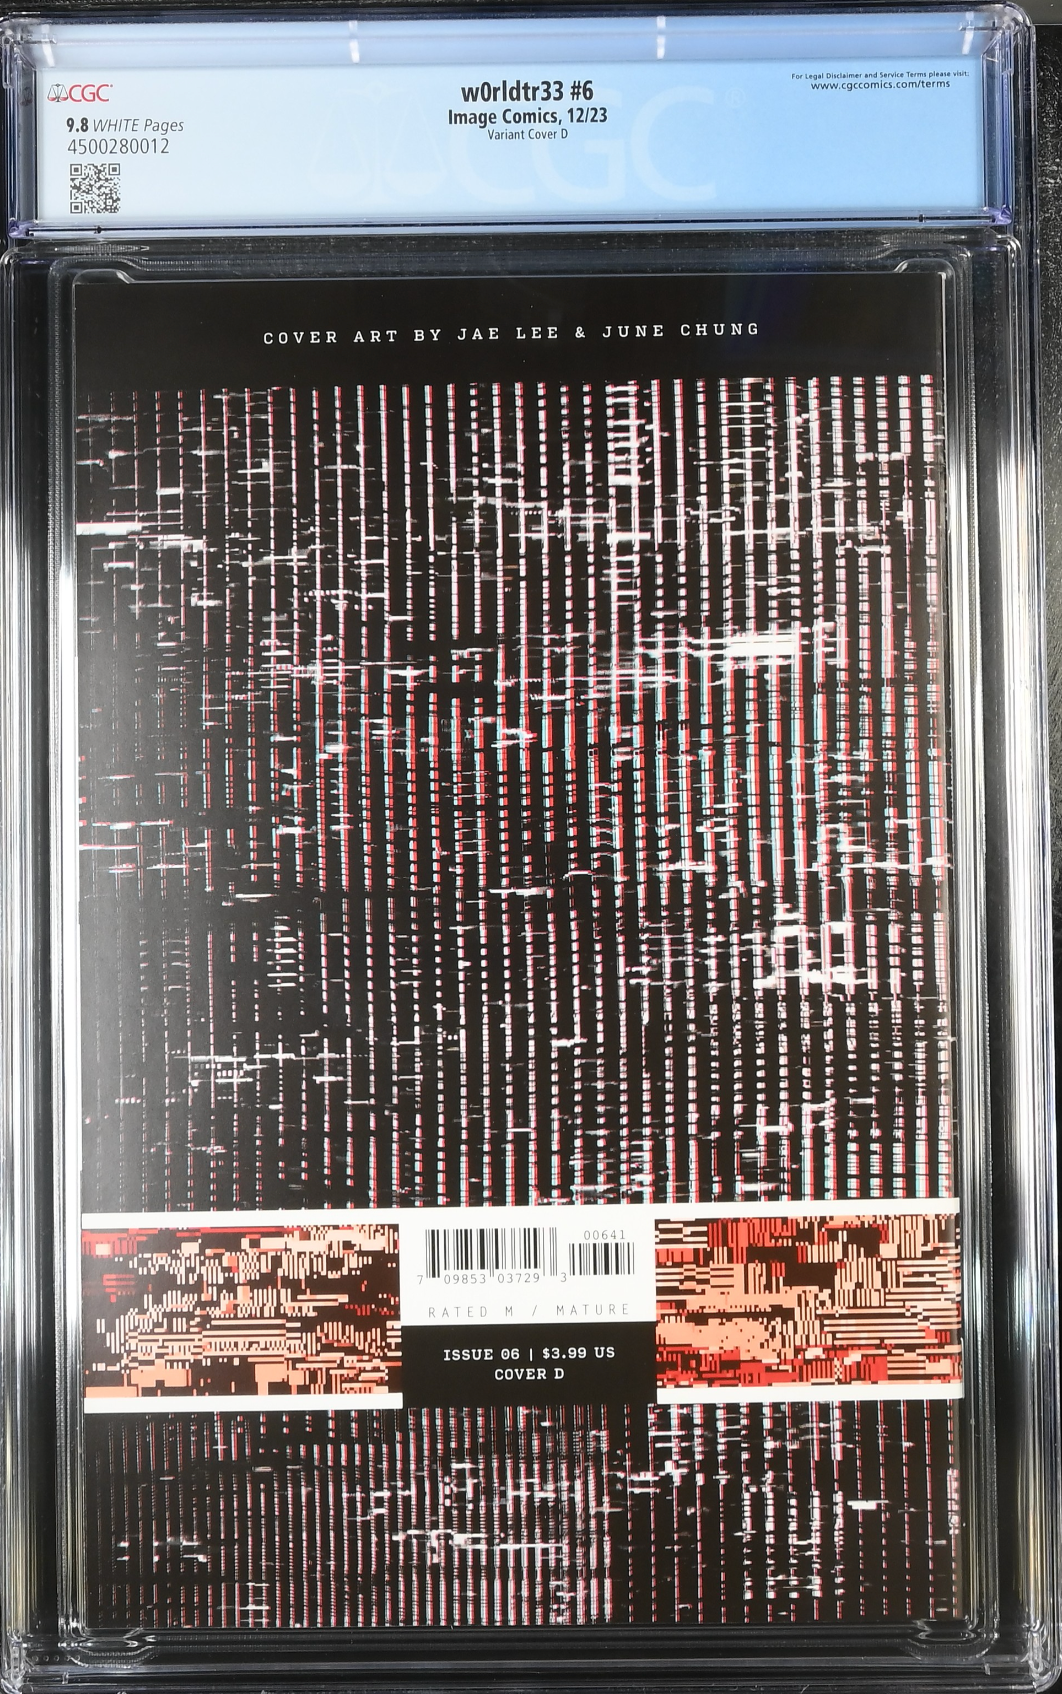 CGC
9.8 WHITE Pages
4500280012
w0rldtr33 #6
Image Comics, 12/23
Variant Cover D
For Legal Disclaimer and Service Terms please visit:
www.cgccomics.com/terms
CGC
COVER ART BY JAE LEE & JUNE CHUNG
00641
7 09853 03729 3
RATED M / MATURE
ISSUE 06 | $3.99 US
COVER D